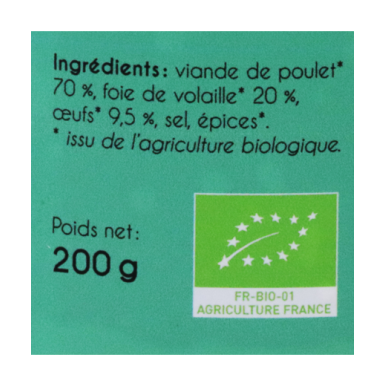 Ingrédients: viande de poulet*
70 %, foie de volaille* 20 %,
œufs* 9,5 %, sel, épices*.
* issu de l'agriculture biologique.
Poids net:
200 g
FR-BIO-01
AGRICULTURE FRANCE